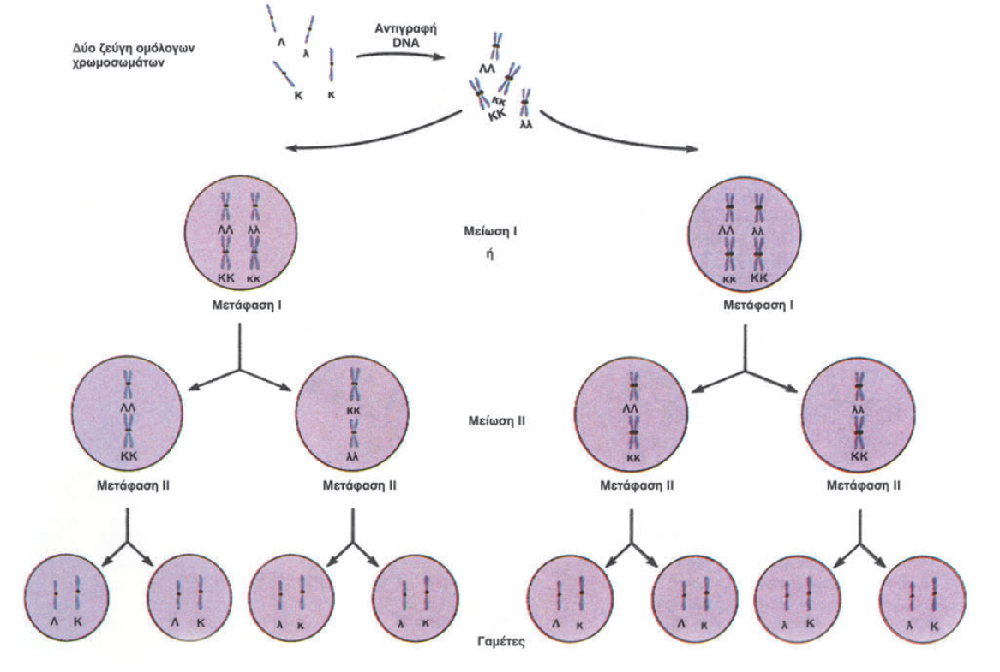 Δύο ζεύγη ομόλογων
χρωμοσωμάτων
Λ
λ
Κ
κ
Αντιγραφή
DNA
ΛΛ
κκ
ΚΚ
λλ
ΛΛ λλ
ΚΚ κκ
Μετάφαση Ι
Μείωση Ι
ή
ΛΛ λλ
κκ ΚΚ
Μετάφαση Ι
ΛΛ
ΚΚ
Μετάφαση ΙΙ
κκ
λλ
Μετάφαση ΙΙ
Μείωση ΙΙ
ΛΛ
κκ
Μετάφαση ΙΙ
λλ
ΚΚ
Μετάφαση ΙΙ
Λ Κ
Λ Κ
λ κ
λ κ
Λ κ
Λ κ
λ Κ
λ Κ
Γαμέτες